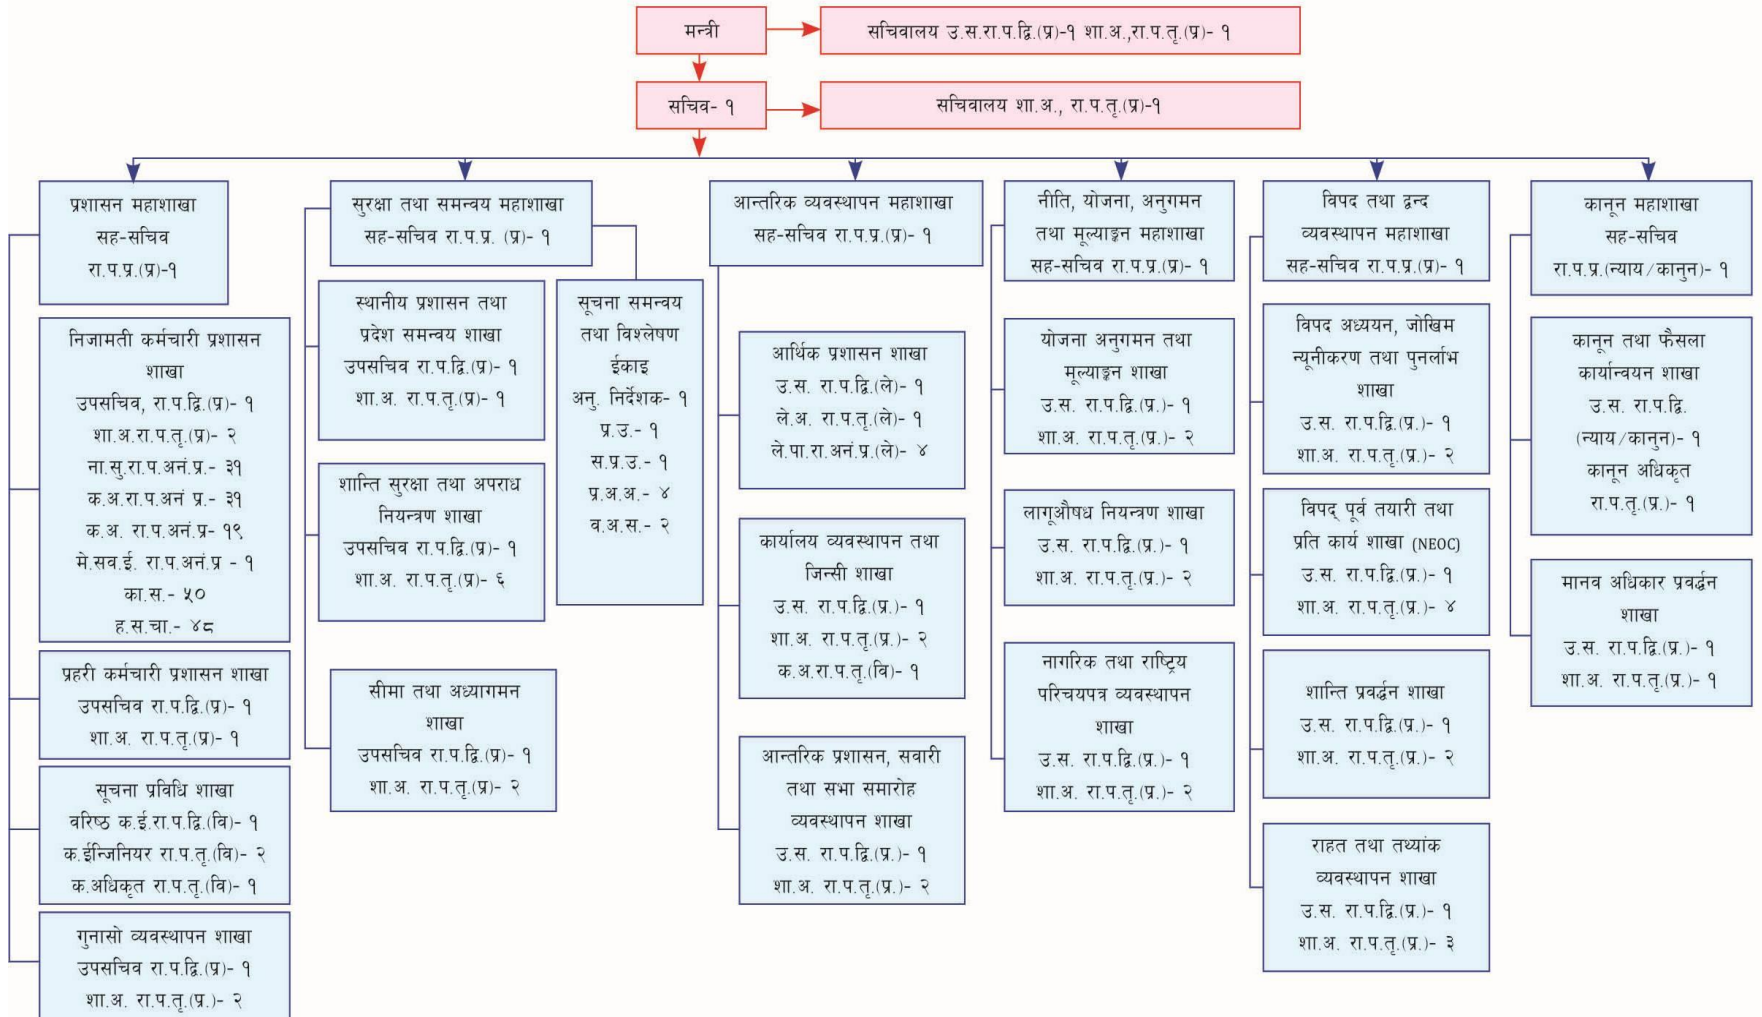 मन्त्री
सचिवालय उ.स.रा.प.द्वि.(प्र)-१ शा.अ.,रा.प.तृ.(प्र)- १
सचिव- १
सचिवालय शा.अ., रा.प.तृ.(प्र)-१
प्रशासन महाशाखा
सह-सचिव
रा.प.प्र.(प्र)-१
निजामती कर्मचारी प्रशासन
शाखा
उपसचिव, रा.प.द्वि.(प्र)- १
शा.अ.रा.प.तृ.(प्र)- २
ना.सु.रा.प.अनं.प्र.- ३१
क.अ.रा.प.अनं प्र.- ३१
क.अ. रा.प.अनं.प्र- १९
मे.सव.ई. रा.प.अनं.प्र - १
का.स.- ५०
ह.स.चा.- ४८
प्रहरी कर्मचारी प्रशासन शाखा
उपसचिव रा.प.द्वि.(प्र)- १
शा.अ. रा.प.तृ.(प्र)- १
सूचना प्रविधि शाखा
वरिष्ठ क.ई.रा.प.द्वि.(वि)- १
क.ईन्जिनियर रा.प.तृ.(वि)- २
क.अधिकृत रा.प.तृ.(वि)- १
गुनासो व्यवस्थापन शाखा
उपसचिव रा.प.द्वि.(प्र)- १
शा.अ. रा.प.तृ.(प्र.)- २
सुरक्षा तथा समन्वय महाशाखा
सह-सचिव रा.प.प्र. (प्र)- १
स्थानीय प्रशासन तथा
प्रदेश समन्वय शाखा
उपसचिव रा.प.द्वि.(प्र)- १
शा.अ. रा.प.तृ.(प्र)- १
शान्ति सुरक्षा तथा अपराध
नियन्त्रण शाखा
उपसचिव रा.प.द्वि.(प्र)- १
शा.अ. रा.प.तृ.(प्र)- ६
सीमा तथा अध्यागमन
शाखा
उपसचिव रा.प.द्वि.(प्र)- १
शा.अ. रा.प.तृ.(प्र)- २
सूचना समन्वय
तथा विश्लेषण
ईकाइ
अनु. निर्देशक- १
प्र.उ.- १
स.प्र.उ.- १
प्र.अ.अ.- ४
व.अ.स.- २
आन्तरिक व्यवस्थापन महाशाखा
सह-सचिव रा.प.प्र.(प्र)- १
आर्थिक प्रशासन शाखा
उ.स. रा.प.द्वि.(ले)- १
ले.अ. रा.प.तृ.(ले)- १
ले.पा.रा.अनं.प्र.(ले)- ४
कार्यालय व्यवस्थापन तथा
जिन्सी शाखा
उ.स. रा.प.द्वि.(प्र.)- १
शा.अ. रा.प.तृ.(प्र.)- २
क.अ.रा.प.तृ.(वि)- १
आन्तरिक प्रशासन, सवारी
तथा सभा समारोह
व्यवस्थापन शाखा
उ.स. रा.प.द्वि.(प्र.)- १
शा.अ. रा.प.तृ.(प्र.)- २
नीति, योजना, अनुगमन
तथा मूल्याङ्कन महाशाखा
सह-सचिव रा.प.प्र.(प्र)- १
योजना अनुगमन तथा
मूल्याङ्कन शाखा
उ.स. रा.प.द्वि.(प्र.)- १
शा.अ. रा.प.तृ.(प्र.)- २
लागूऔषध नियन्त्रण शाखा
उ.स. रा.प.द्वि.(प्र.)- १
शा.अ. रा.प.तृ.(प्र.)- २
नागरिक तथा राष्ट्रिय
परिचयपत्र व्यवस्थापन
शाखा
उ.स. रा.प.द्वि.(प्र.)- १
शा.अ. रा.प.तृ.(प्र.)- २
विपद तथा द्वन्द
व्यवस्थापन महाशाखा
सह-सचिव रा.प.प्र.(प्र)- १
विपद अध्ययन, जोखिम
न्यूनीकरण तथा पुनर्लाभ
शाखा
उ.स. रा.प.द्वि.(प्र.)- १
शा.अ. रा.प.तृ.(प्र.)- २
विपद् पूर्व तयारी तथा
प्रति कार्य शाखा (NEOC)
उ.स. रा.प.द्वि.(प्र.)- १
शा.अ. रा.प.तृ.(प्र.)- ४
शान्ति प्रवर्द्धन शाखा
उ.स. रा.प.द्वि.(प्र.)- १
शा.अ. रा.प.तृ.(प्र.)- २
राहत तथा तथ्यांक
व्यवस्थापन शाखा
उ.स. रा.प.द्वि.(प्र.)- १
शा.अ. रा.प.तृ.(प्र.)- ३
कानून महाशाखा
सह-सचिव
रा.प.प्र.(न्याय/कानुन)- १
कानून तथा फैसला
कार्यान्वयन शाखा
उ.स. रा.प.द्वि.
(न्याय/कानुन)- १
कानून अधिकृत
रा.प.तृ.(प्र.)- १
मानव अधिकार प्रवर्द्धन
शाखा
उ.स. रा.प.द्वि.(प्र.)- १
शा.अ. रा.प.तृ.(प्र.)- १